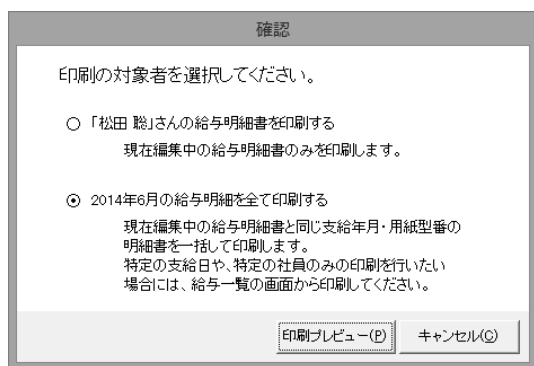 確認
印刷の対象者を選択してください。
「松田 聡」さんの給与明細書を印刷する
現在編集中の給与明細書のみを印刷します。
2014年6月の給与明細を全て印刷する
現在編集中の給与明細書と同じ支給年月・用紙型番の
明細書を一括して印刷します。
特定の支給日や、特定の社員のみの印刷を行いたい
場合には、給与一覧の画面から印刷してください。
印刷プレビュー(P) キャンセル(C)